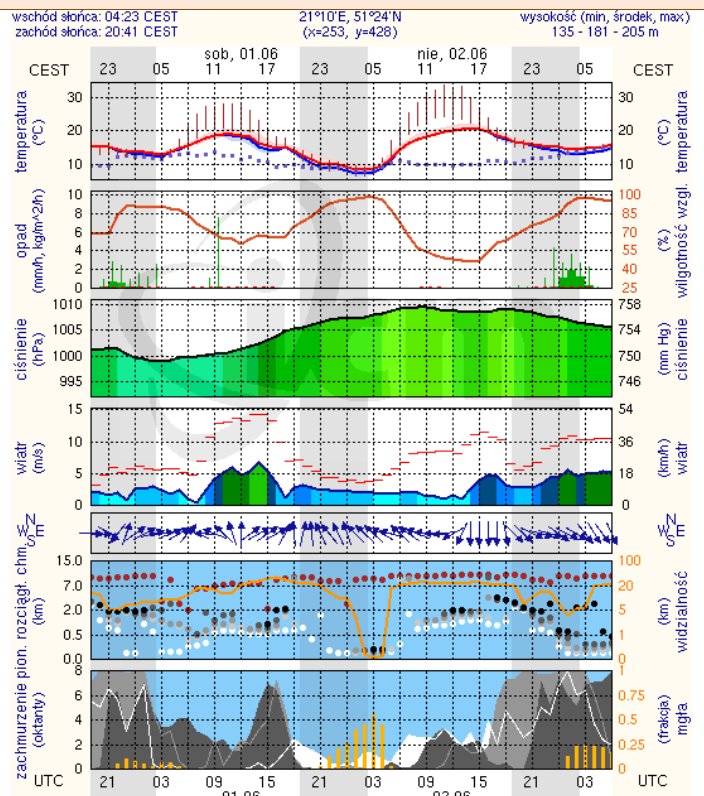 wschód słońca: 04:23 CEST 21°10'E, 51°24'N wysokość (min, środek, max)
zachód słońca: 20:41 CEST (x=253, y=428) 135 - 181 - 205 m
sob, 01.06 nie, 02.06
CEST 23 05 11 17 23 05 11 17 23 05 CEST
temperatura (°C) 30 20 10 30 20 10 (°C) temperatura
opad (mm/h, kg/m^2/h) 10 8 6 4 2 0 100 85 70 55 40 25 (%) wilgotność wzgl.
ciśnienie (hPa) 1010 1005 1000 995 758 754 750 746 (mm Hg) ciśnienie
wiatr (m/s) 15 10 5 0 54 36 18 0 (km/h) wiatr
N W E S N W E S
pion. rozciągł. chm. (km) 15.0 7.0 2.0 0.5 0.0 100 20 5 1 0 (km) widzialność
zachmurzenie (oktanty) 8 6 4 2 0 1 0.75 0.5 0.25 0 (frakcja) mgła
UTC 21 03 09 15 21 03 09 15 21 03 UTC